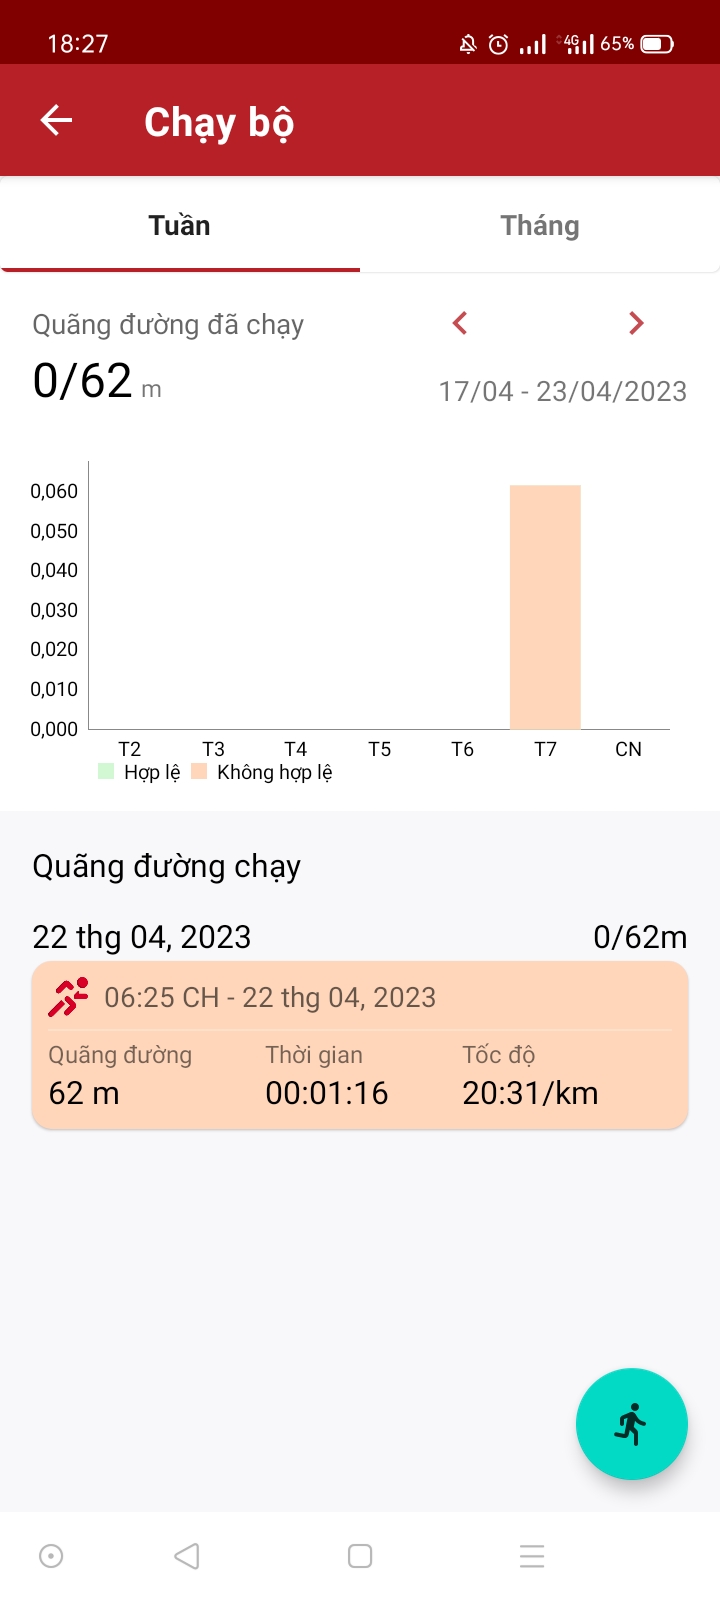 18:27 4G 65%
Chạy bộ
Tuần Tháng
Quãng đường đã chạy
0/62 m 17/04 - 23/04/2023
0,060
0,050
0,040
0,030
0,020
0,010
0,000
T2 T3 T4 T5 T6 T7 CN
Hợp lệ Không hợp lệ
Quãng đường chạy
22 thg 04, 2023 0/62m
06:25 CH - 22 thg 04, 2023
Quãng đường Thời gian Tốc độ
62 m 00:01:16 20:31/km